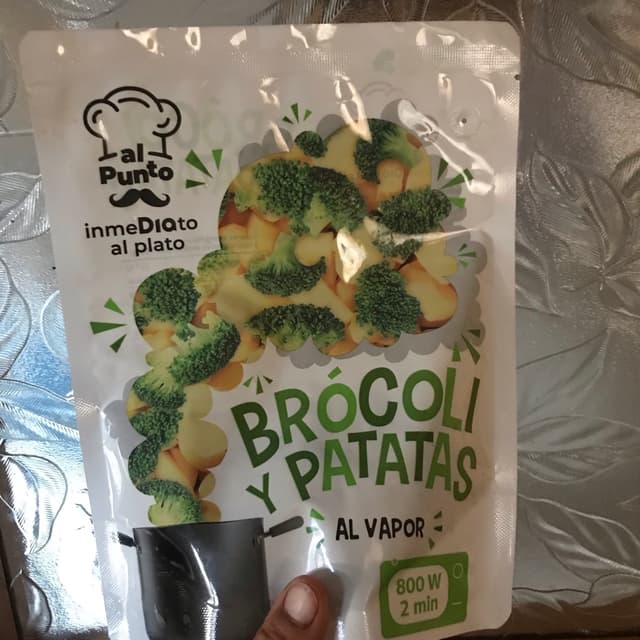 al
Punto
inmeDIAto
al plato
BRÓCOLI
Y PATATAS
AL VAPOR
800 W
2 min